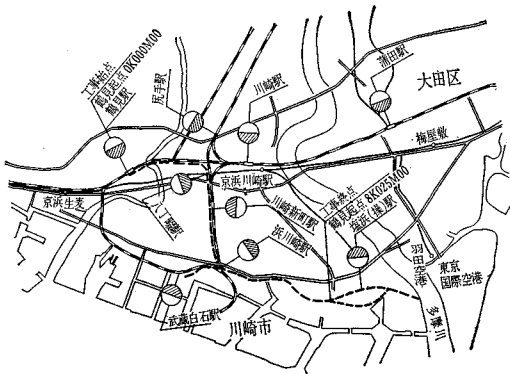 工事始点
鶴見起点 0K000M00
鶴見駅
尻手駅
川崎駅
蒲田駅
大田区
梅屋敷
京浜川崎駅
京浜生麦
八丁畷駅
川崎新町駅
浜川崎駅
工事終点
鶴見起点 8K025M00
塩浜(操)駅
羽田空港
東京
国際空港
多摩川
武蔵白石駅
川崎市